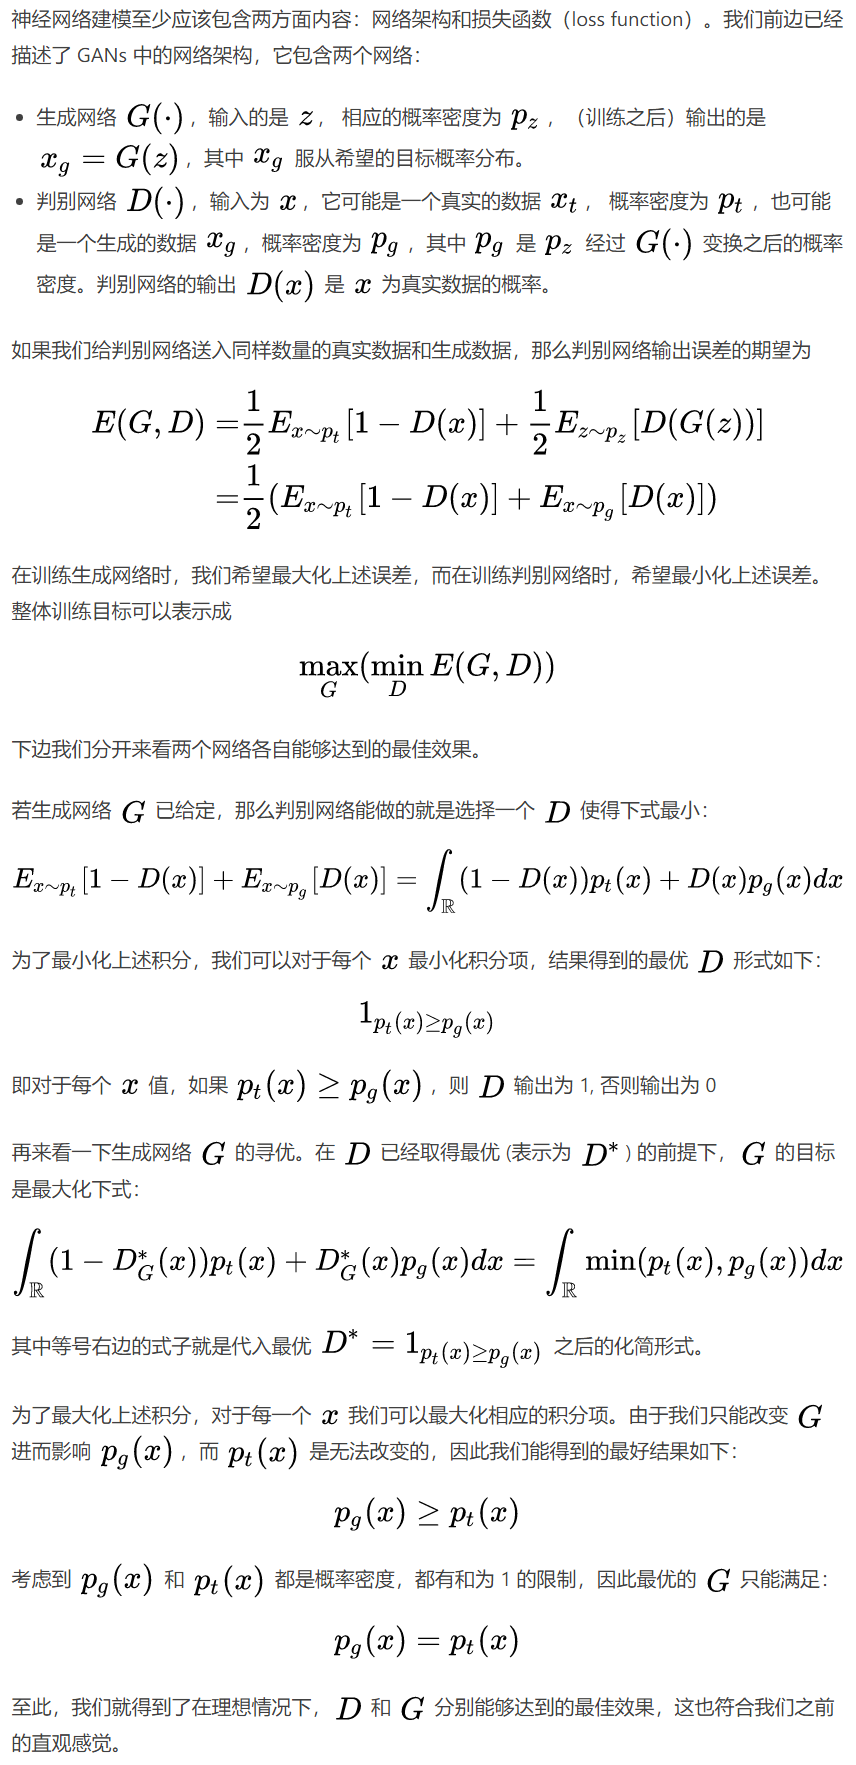 神经网络建模至少应该包含两方面内容：网络架构和损失函数（loss function）。我们前边已经
描述了 GANs 中的网络架构，它包含两个网络：
• 生成网络 G(·)，输入的是 z， 相应的概率密度为 p_z，（训练之后）输出的是
x_g = G(z)，其中 x_g 服从希望的目标概率分布。
• 判别网络 D(·)，输入为 x，它可能是一个真实的数据 x_t， 概率密度为 p_t，也可能
是一个生成的数据 x_g，概率密度为 p_g，其中 p_g 是 p_z 经过 G(·) 变换之后的概率
密度。判别网络的输出 D(x) 是 x 为真实数据的概率。
如果我们给判别网络送入同样数量的真实数据和生成数据，那么判别网络输出误差的期望为
E(G, D) = \frac{1}{2} E_{x∼p_t}[1 − D(x)] + \frac{1}{2} E_{z∼p_z}[D(G(z))]
= \frac{1}{2} (E_{x∼p_t}[1 − D(x)] + E_{x∼p_g}[D(x)])
在训练生成网络时，我们希望最大化上述误差，而在训练判别网络时，希望最小化上述误差。
整体训练目标可以表示成
\max_G (\min_D E(G, D))
下边我们分开来看两个网络各自能够达到的最佳效果。
若生成网络 G 已给定，那么判别网络能做的就是选择一个 D 使得下式最小：
E_{x∼p_t}[1 − D(x)] + E_{x∼p_g}[D(x)] = ∫_ℝ (1 − D(x))p_t(x) + D(x)p_g(x)dx
为了最小化上述积分，我们可以对于每个 x 最小化积分项，结果得到的最优 D 形式如下：
1_{p_t(x)≥p_g(x)}
即对于每个 x 值，如果 p_t(x) ≥ p_g(x)，则 D 输出为 1, 否则输出为 0
再来看一下生成网络 G 的寻优。在 D 已经取得最优 (表示为 D*) 的前提下， G 的目标
是最大化下式：
∫_ℝ (1 − D*_G(x))p_t(x) + D*_G(x)p_g(x)dx = ∫_ℝ min(p_t(x), p_g(x))dx
其中等号右边的式子就是代入最优 D* = 1_{p_t(x)≥p_g(x)} 之后的化简形式。
为了最大化上述积分，对于每一个 x 我们可以最大化相应的积分项。由于我们只能改变 G
进而影响 p_g(x)，而 p_t(x) 是无法改变的，因此我们能得到的最好结果如下：
p_g(x) ≥ p_t(x)
考虑到 p_g(x) 和 p_t(x) 都是概率密度，都有和为 1 的限制，因此最优的 G 只能满足：
p_g(x) = p_t(x)
至此，我们就得到了在理想情况下， D 和 G 分别能够达到的最佳效果，这也符合我们之前
的直观感觉。